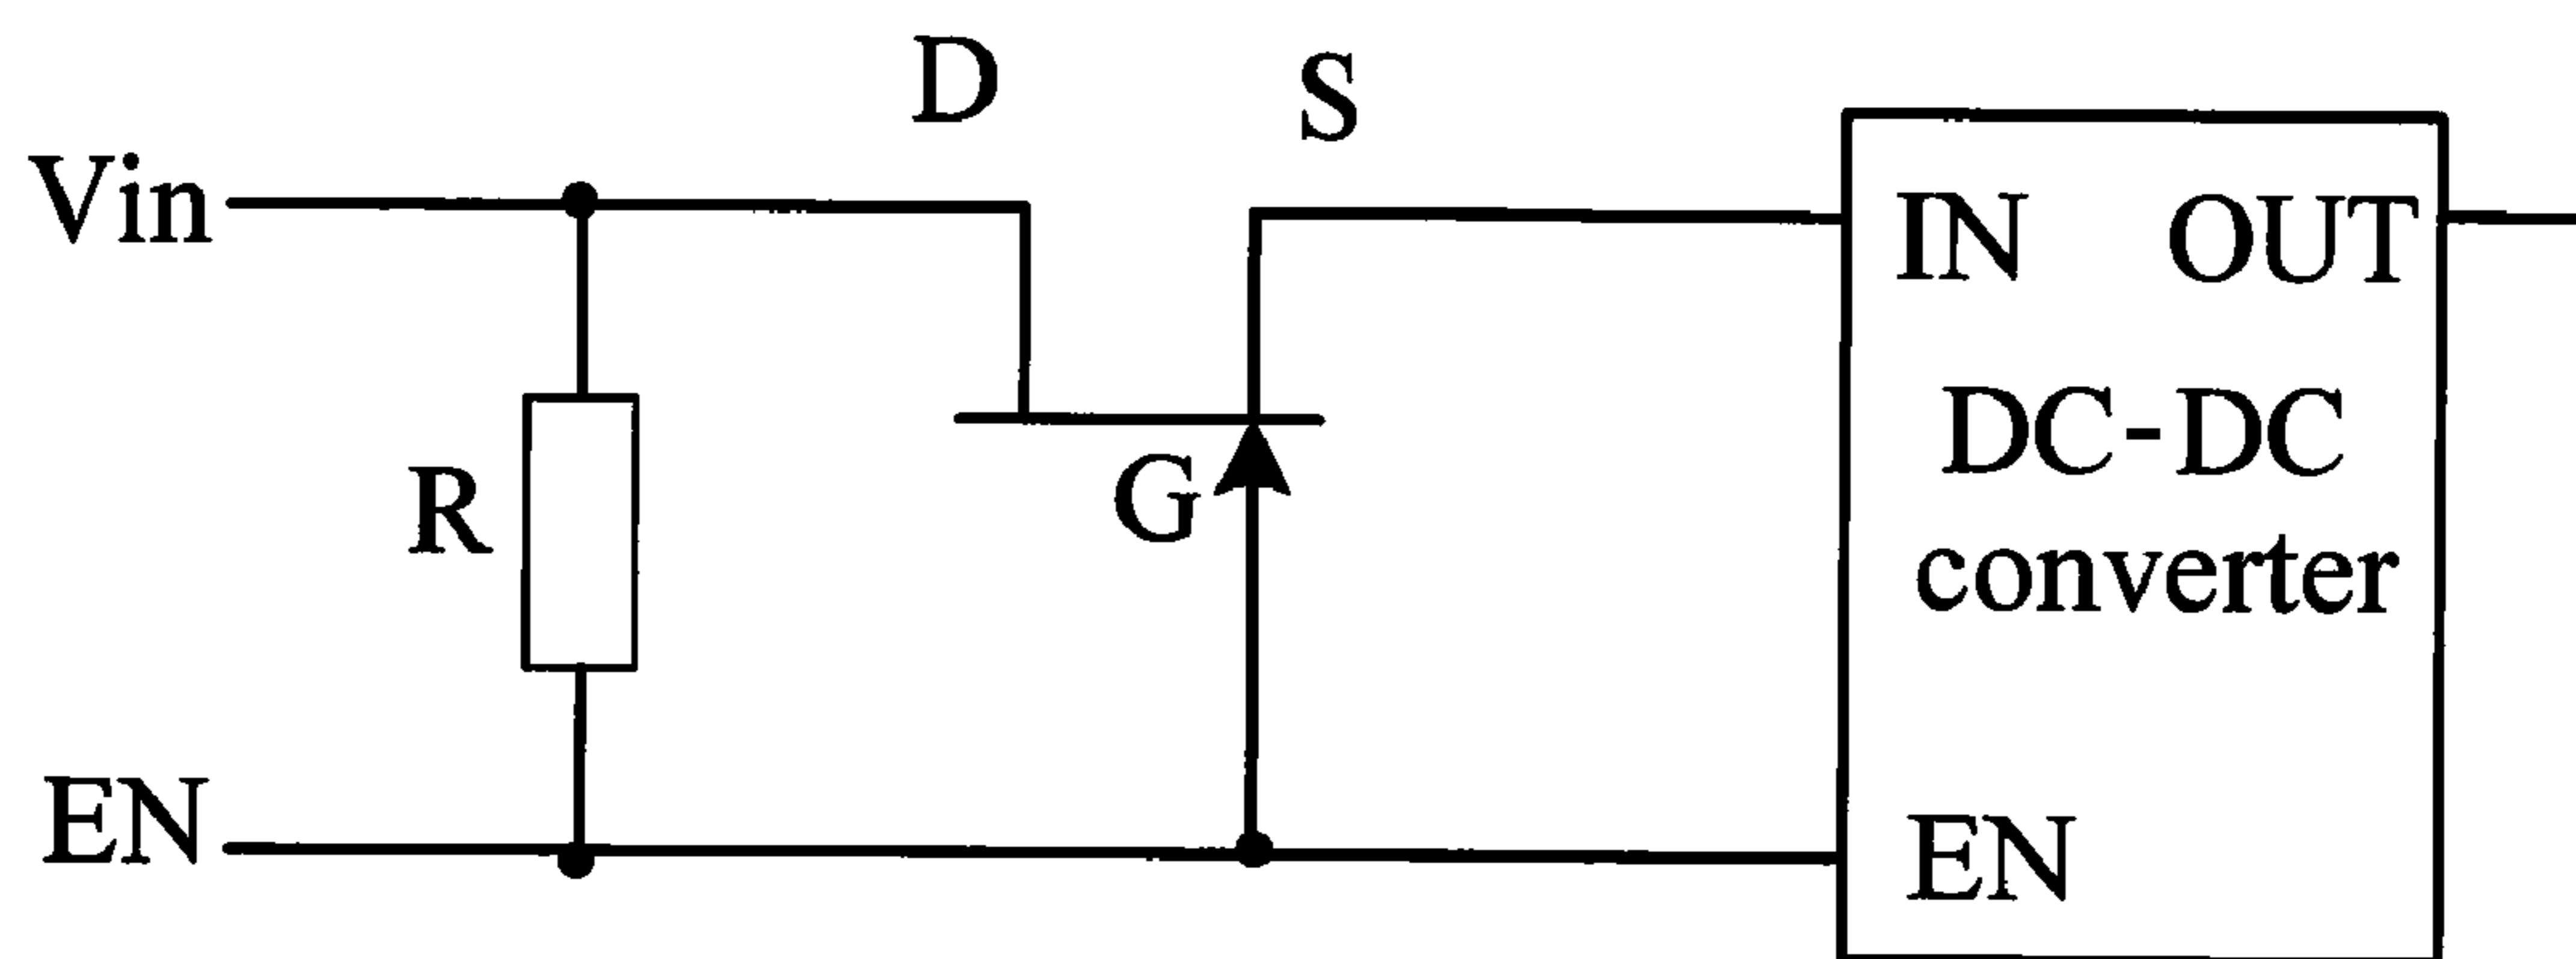 D
S
Vin
IN OUT
R
G
DC-DC
converter
EN
EN